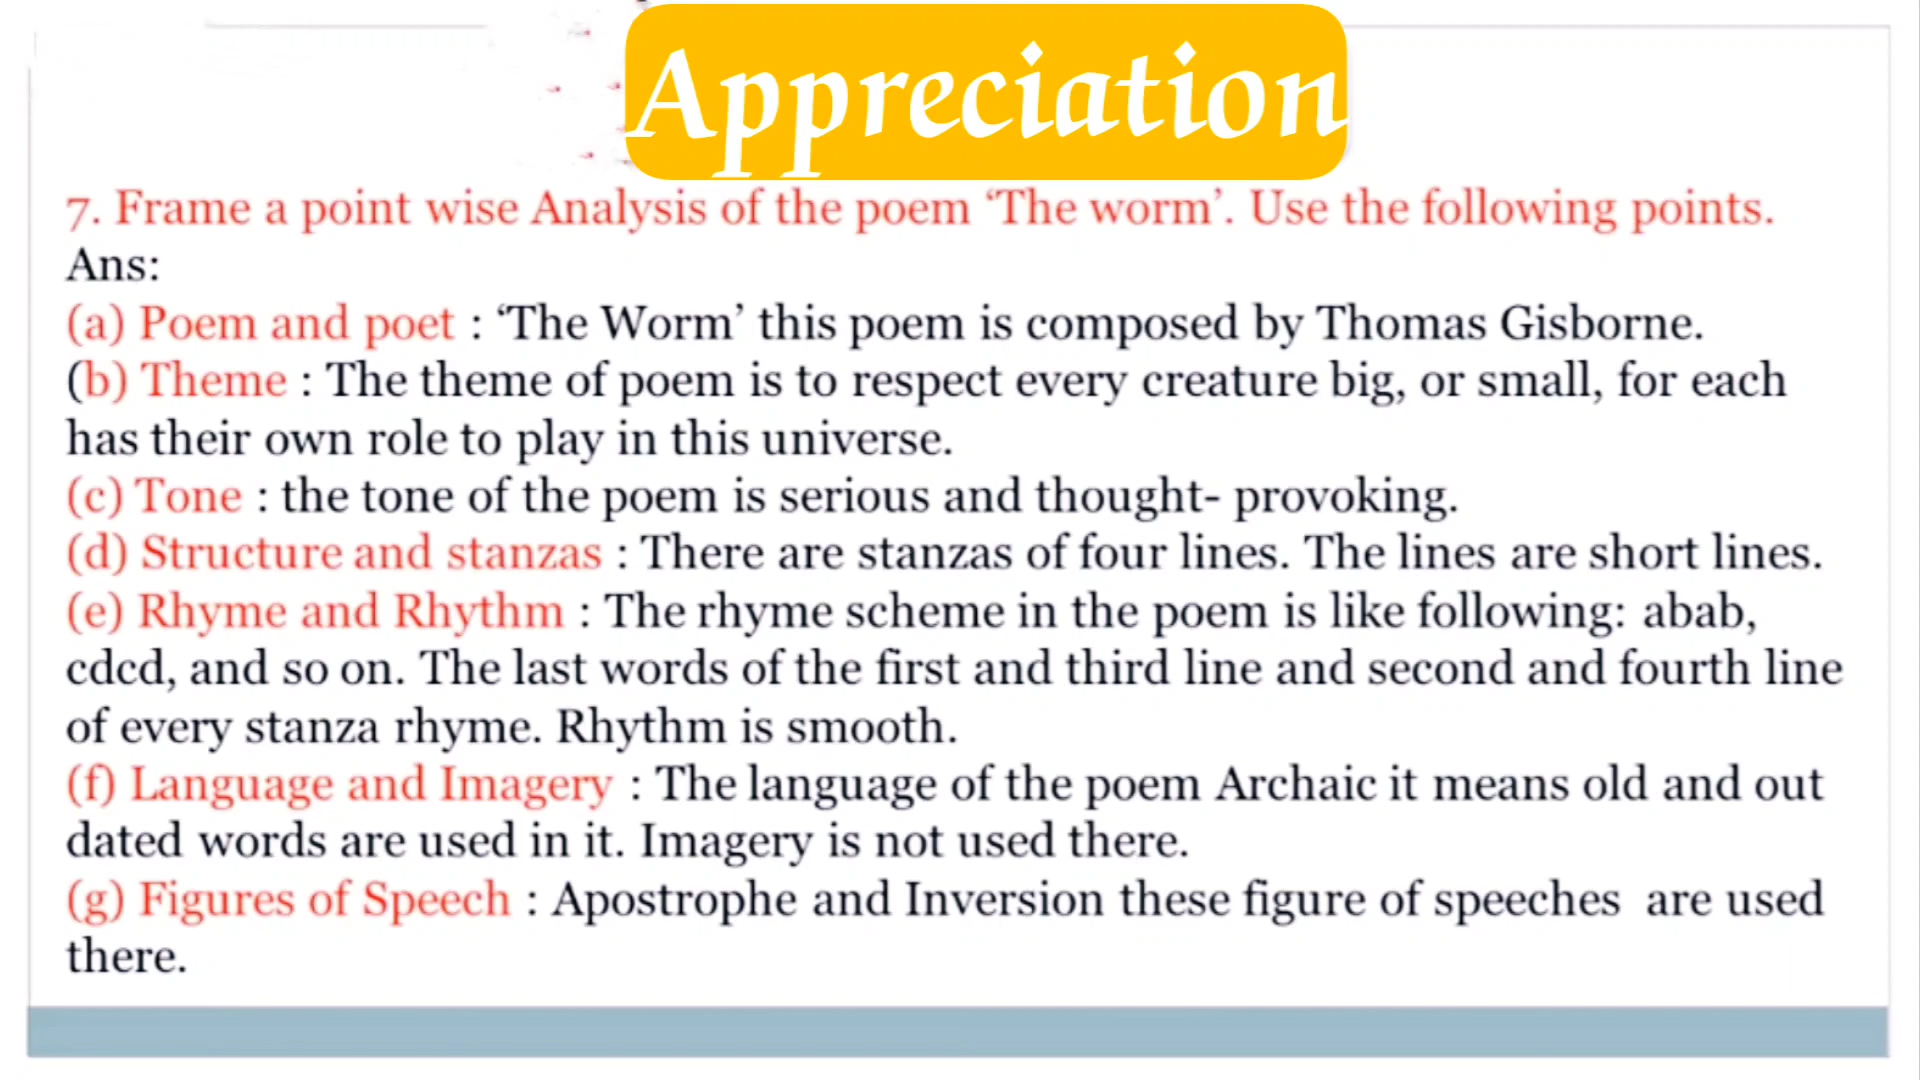 Appreciation
7. Frame a point wise Analysis of the poem ‘The worm’. Use the following points.
Ans:
(a) Poem and poet : ‘The Worm’ this poem is composed by Thomas Gisborne.
(b) Theme : The theme of poem is to respect every creature big, or small, for each
has their own role to play in this universe.
(c) Tone : the tone of the poem is serious and thought- provoking.
(d) Structure and stanzas : There are stanzas of four lines. The lines are short lines.
(e) Rhyme and Rhythm : The rhyme scheme in the poem is like following: abab,
cdcd, and so on. The last words of the first and third line and second and fourth line
of every stanza rhyme. Rhythm is smooth.
(f) Language and Imagery : The language of the poem Archaic it means old and out
dated words are used in it. Imagery is not used there.
(g) Figures of Speech : Apostrophe and Inversion these figure of speeches are used
there.